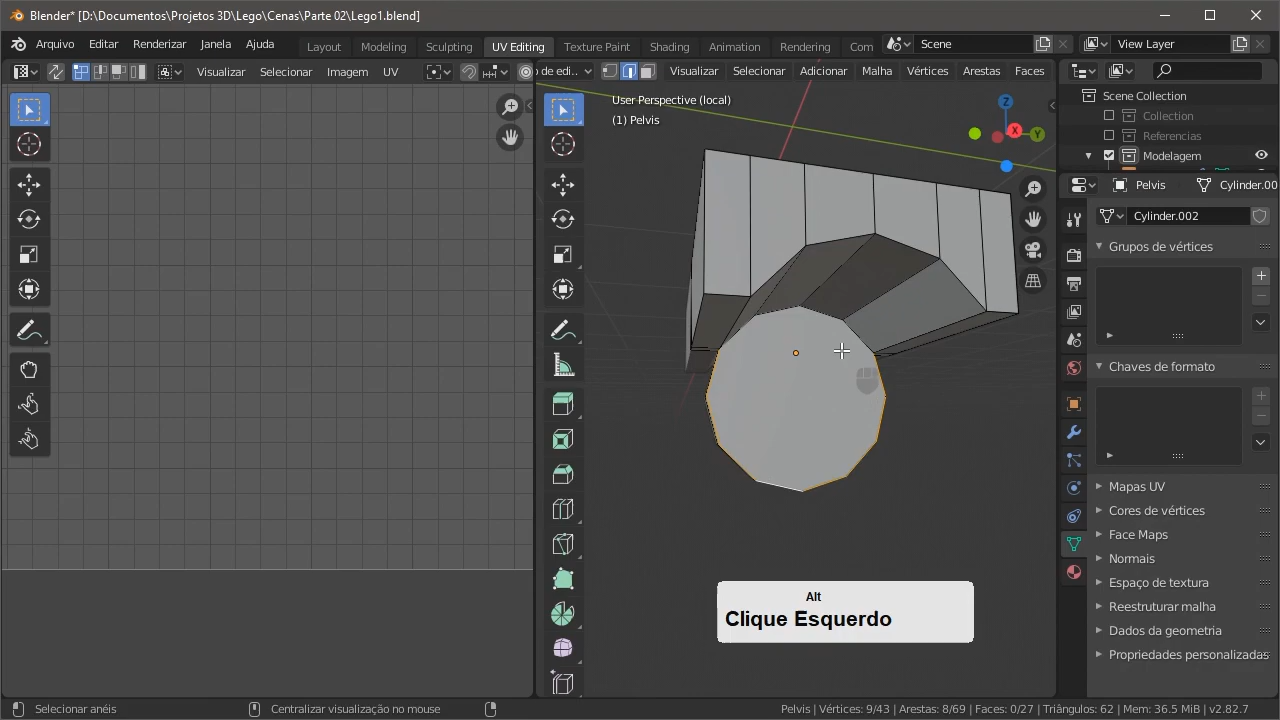 Blender* [D:\Documentos\Projetos 3D\Lego\Cenas\Parte 02\Lego1.blend]
Arquivo Editar Renderizar Janela Ajuda Layout Modeling Sculpting UV Editing Texture Paint Shading Animation Rendering Com Scene View Layer
Visualizar Selecionar Imagem UV o de edi.. Visualizar Selecionar Adicionar Malha Vértices Arestas Faces
Scene Collection
Collection
Referencias
Modelagem
User Perspective (local)
(1) Pelvis
Z
X
Y
Pelvis Cylinder.00
Cylinder.002
Grupos de vértices
Chaves de formato
Mapas UV
Cores de vértices
Face Maps
Normais
Espaço de textura
Reestruturar malha
Dados da geometria
Propriedades personalizadas
Alt
Clique Esquerdo
Selecionar anéis Centralizar visualização no mouse Pelvis | Vértices: 9/43 | Arestas: 8/69 | Faces: 0/27 | Triângulos: 62 | Mem: 36.5 MiB | v2.82.7